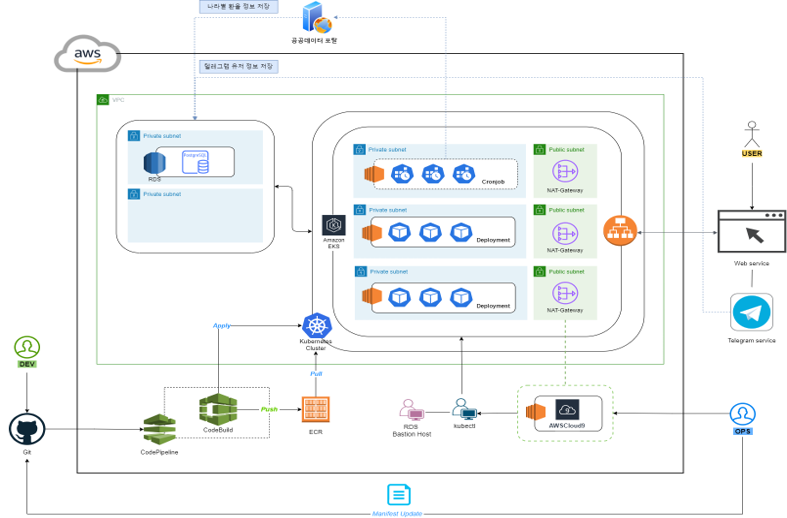 나라별 환율 정보 저장
공공데이터 포탈
aws
텔레그램 유저 정보 저장
VPC
Private subnet
PostgreSQL
RDS
Private subnet
Private subnet
Cronjob
Public subnet
NAT-Gateway
Private subnet
Deployment
Public subnet
NAT-Gateway
Private subnet
Deployment
Public subnet
NAT-Gateway
Amazon
EKS
USER
Web service
Telegram service
Apply
Kubernetes
Cluster
Pull
DEV
Git
CodePipeline
CodeBuild
Push
ECR
RDS
Bastion Host
kubectl
AWSCloud9
OPS
Manifest Update